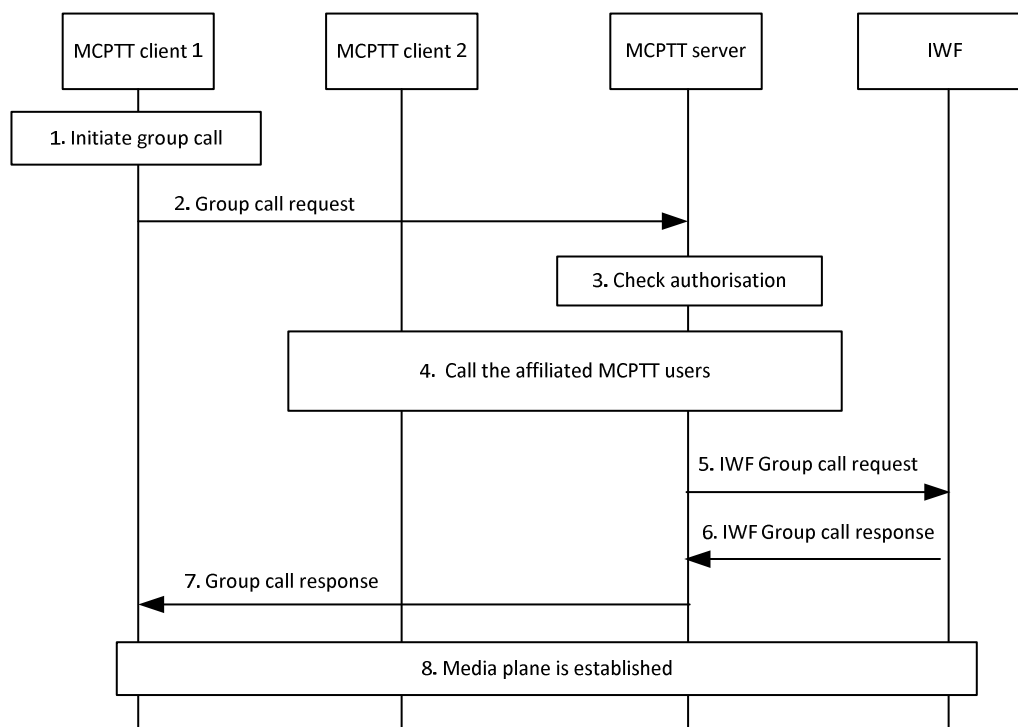 MCPTT client 1
MCPTT client 2
MCPTT server
IWF
1. Initiate group call
2. Group call request
3. Check authorisation
4. Call the affiliated MCPTT users
5. IWF Group call request
6. IWF Group call response
7. Group call response
8. Media plane is established